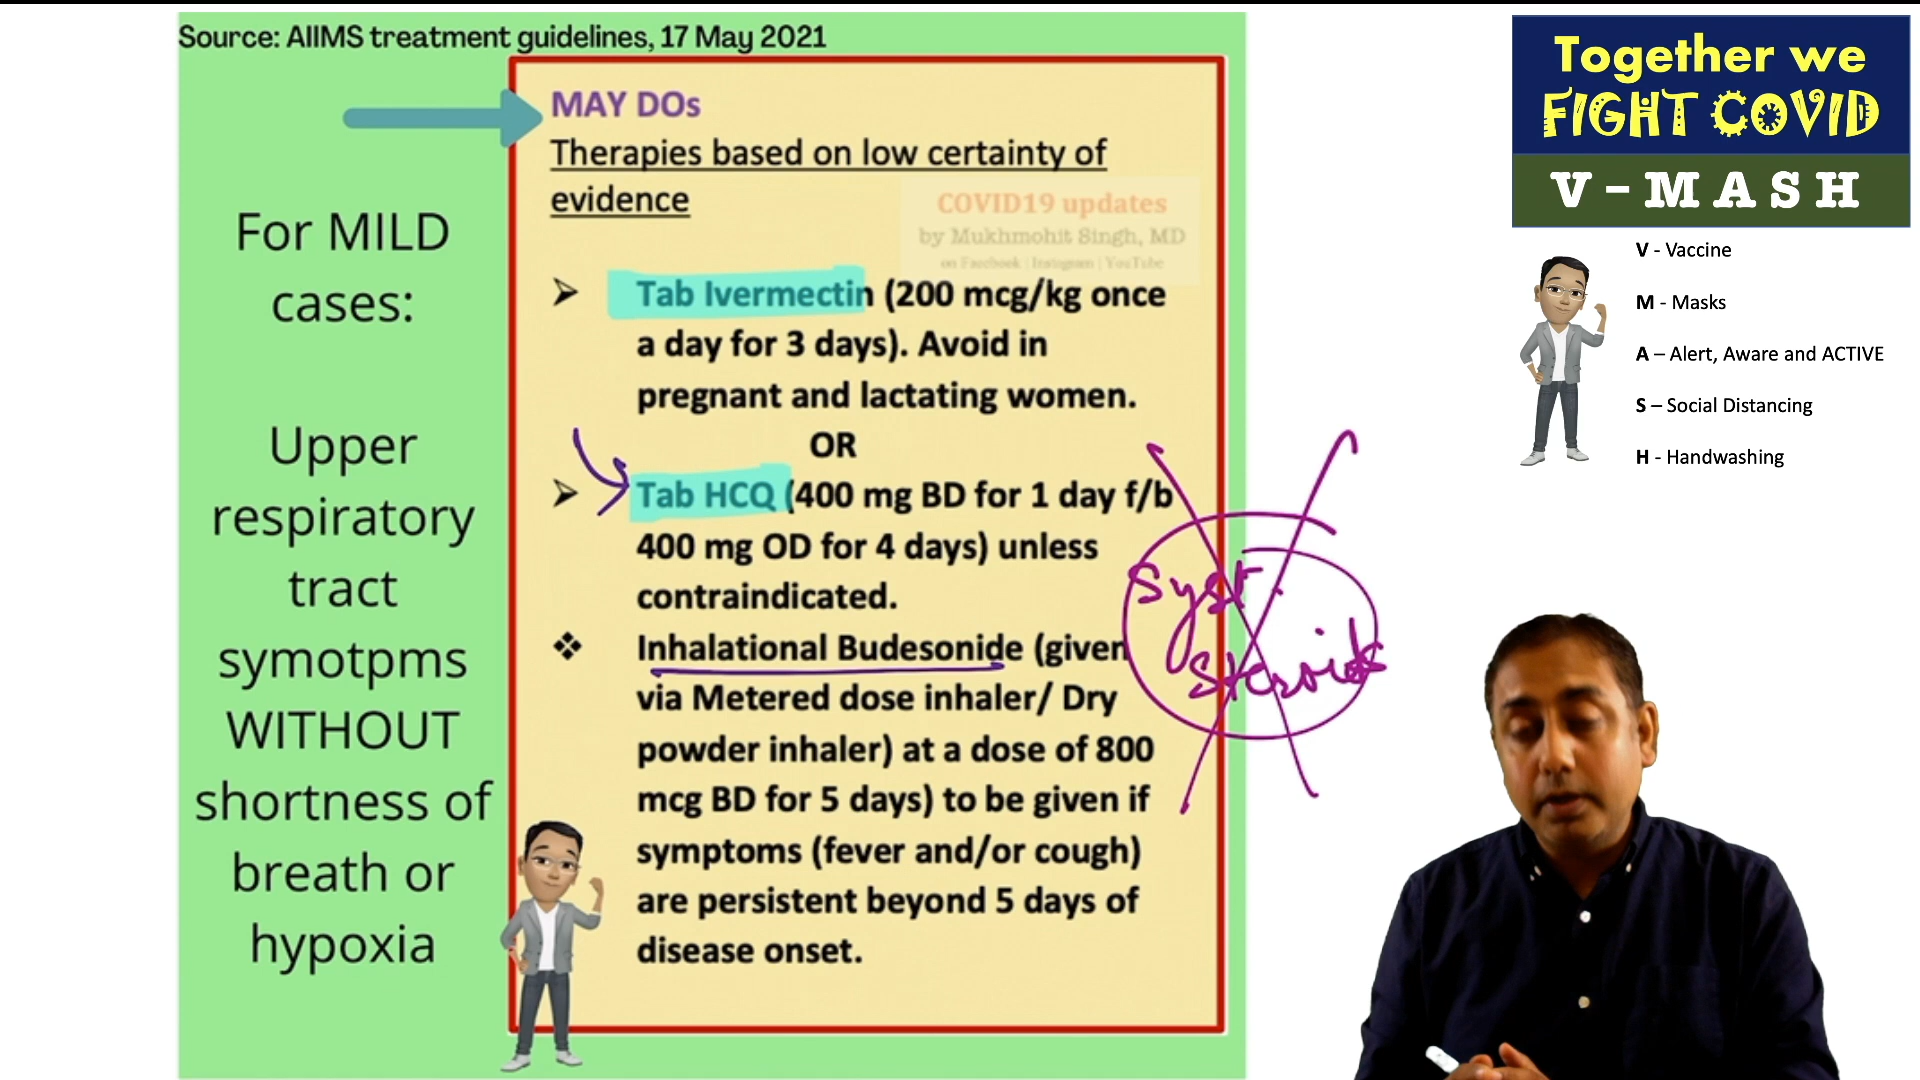 Source: AIIMS treatment guidelines, 17 May 2021
For MILD
cases:
Upper
respiratory
tract
symotpms
WITHOUT
shortness of
breath or
hypoxia
MAY DOs
Therapies based on low certainty of
evidence
COVID19 updates
by Mukhmohit Singh, MD
on Facebook | Instagram | YouTube
➢ Tab Ivermectin (200 mcg/kg once
a day for 3 days). Avoid in
pregnant and lactating women.
OR
➢ Tab HCQ (400 mg BD for 1 day f/b
400 mg OD for 4 days) unless
contraindicated.
❖ Inhalational Budesonide (given
via Metered dose inhaler/ Dry
powder inhaler) at a dose of 800
mcg BD for 5 days) to be given if
symptoms (fever and/or cough)
are persistent beyond 5 days of
disease onset.
Syst.
Steroids
Together we
FIGHT COVID
V-MASH
V - Vaccine
M - Masks
A – Alert, Aware and ACTIVE
S – Social Distancing
H - Handwashing